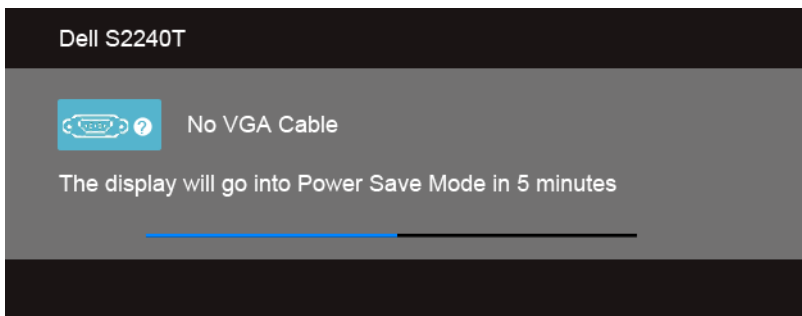 Dell S2240T
No VGA Cable
The display will go into Power Save Mode in 5 minutes